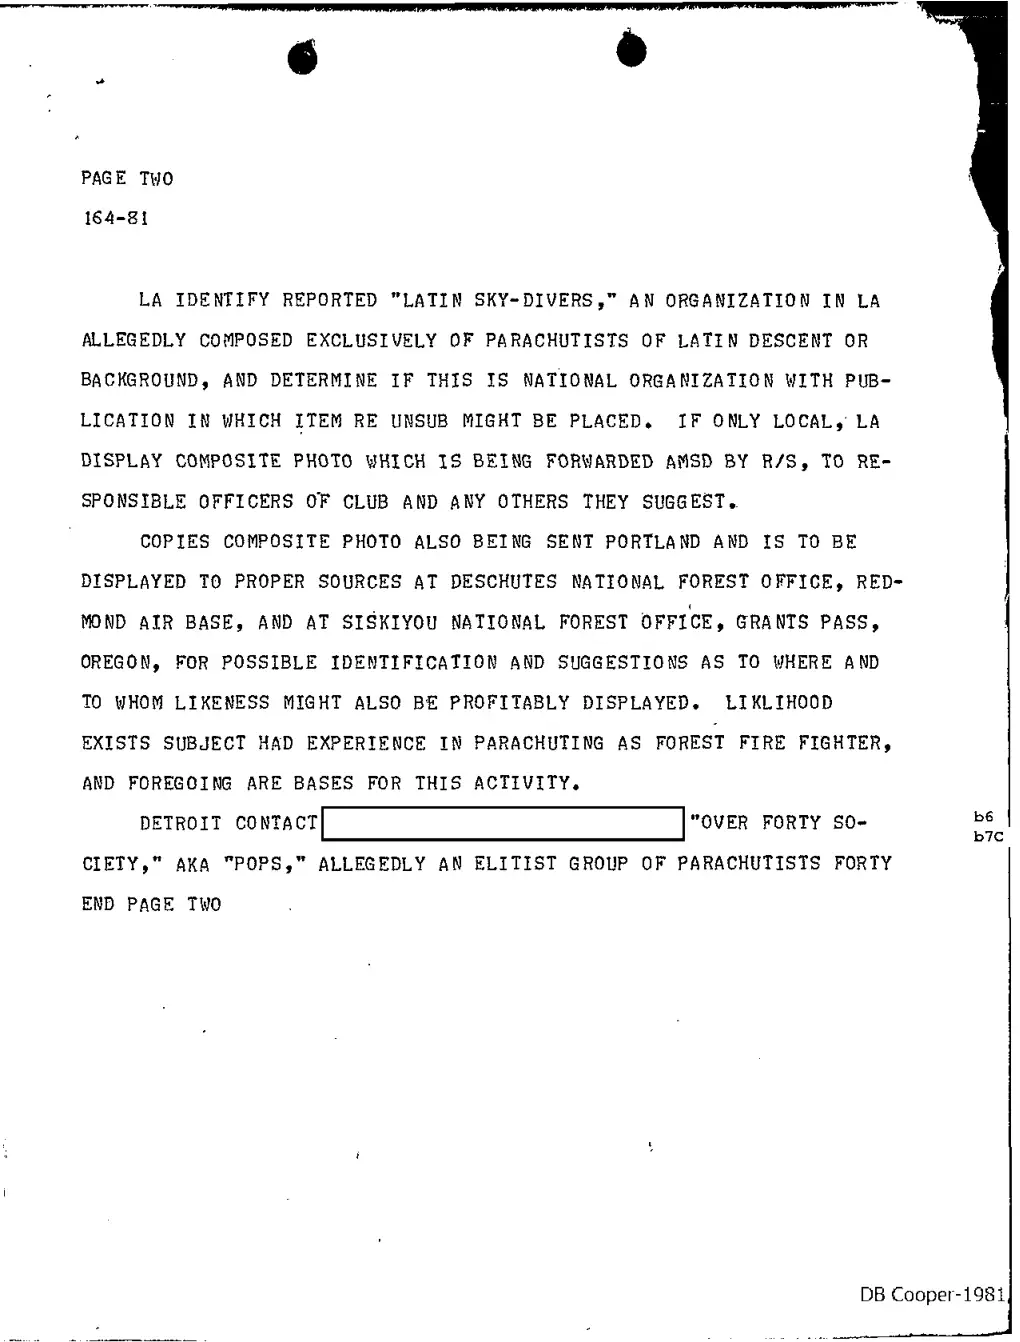 PAGE TWO
164-81
LA IDENTIFY REPORTED "LATIN SKY-DIVERS," AN ORGANIZATION IN LA
ALLEGEDLY COMPOSED EXCLUSIVELY OF PARACHUTISTS OF LATIN DESCENT OR
BACKGROUND, AND DETERMINE IF THIS IS NATIONAL ORGANIZATION WITH PUB-
LICATION IN WHICH ITEM RE UNSUB MIGHT BE PLACED. IF ONLY LOCAL, LA
DISPLAY COMPOSITE PHOTO WHICH IS BEING FORWARDED AMSD BY R/S, TO RE-
SPONSIBLE OFFICERS OF CLUB AND ANY OTHERS THEY SUGGEST.
COPIES COMPOSITE PHOTO ALSO BEING SENT PORTLAND AND IS TO BE
DISPLAYED TO PROPER SOURCES AT DESCHUTES NATIONAL FOREST OFFICE, RED-
MOND AIR BASE, AND AT SISKIYOU NATIONAL FOREST OFFICE, GRANTS PASS,
OREGON, FOR POSSIBLE IDENTIFICATION AND SUGGESTIONS AS TO WHERE AND
TO WHOM LIKENESS MIGHT ALSO BE PROFITABLY DISPLAYED. LIKLIHOOD
EXISTS SUBJECT HAD EXPERIENCE IN PARACHUTING AS FOREST FIRE FIGHTER,
AND FOREGOING ARE BASES FOR THIS ACTIVITY.
DETROIT CONTACT "OVER FORTY SO-
b6
b7C
CIETY," AKA "POPS," ALLEGEDLY AN ELITIST GROUP OF PARACHUTISTS FORTY
END PAGE TWO
DB Cooper-1981